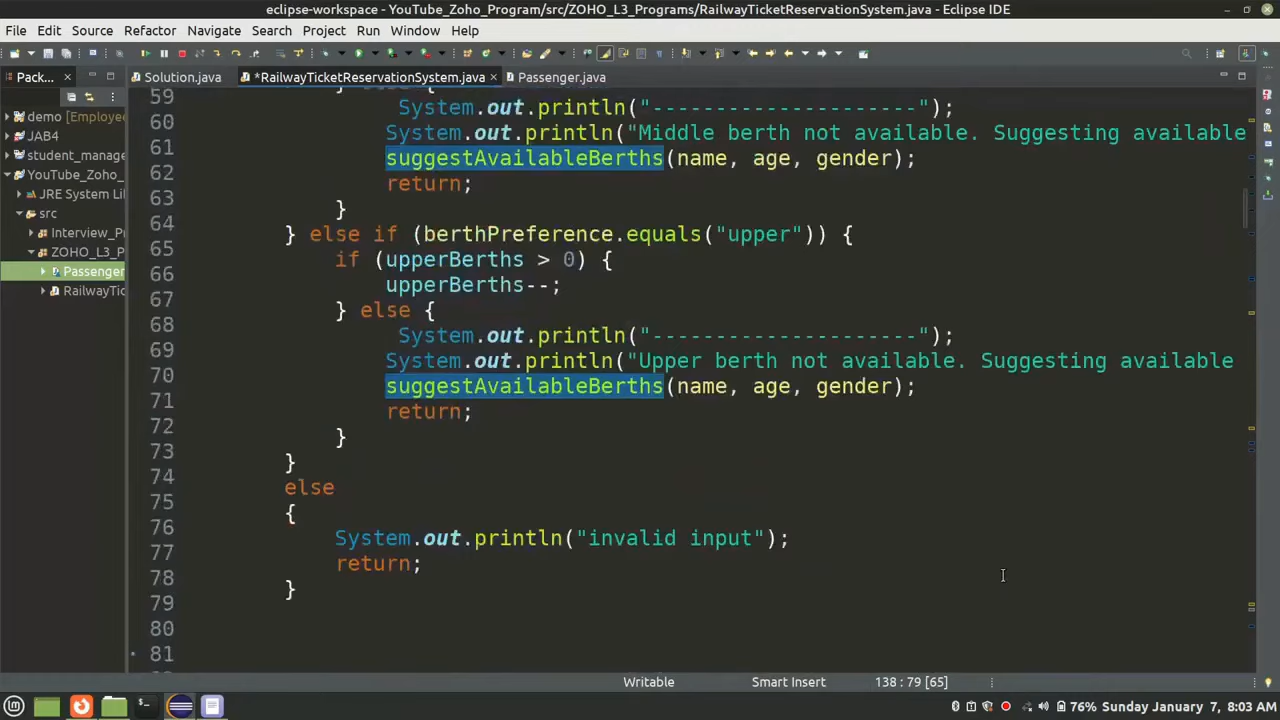 eclipse-workspace - YouTube_Zoho_Program/src/ZOHO_L3_Programs/RailwayTicketReservationSystem.java - Eclipse IDE
File Edit Source Refactor Navigate Search Project Run Window Help
Pack... Solution.java *RailwayTicketReservationSystem.java Passenger.java
demo [Employee
JAB4
student_manage
YouTube_Zoho_
JRE System Li
src
Interview_P
ZOHO_L3_P
Passenger
RailwayTic
59
60 System.out.println("---------------------");
61 System.out.println("Middle berth not available. Suggesting available
62 suggestAvailableBerths(name, age, gender);
63 return;
64 }
65 } else if (berthPreference.equals("upper")) {
66 if (upperBerths > 0) {
67 upperBerths--;
68 } else {
69 System.out.println("---------------------");
70 System.out.println("Upper berth not available. Suggesting available
71 suggestAvailableBerths(name, age, gender);
72 return;
73 }
74 }
75 else
76 {
77 System.out.println("invalid input");
78 return;
79 }
80
81
Writable Smart Insert 138 : 79 [65]
76% Sunday January 7, 8:03 AM